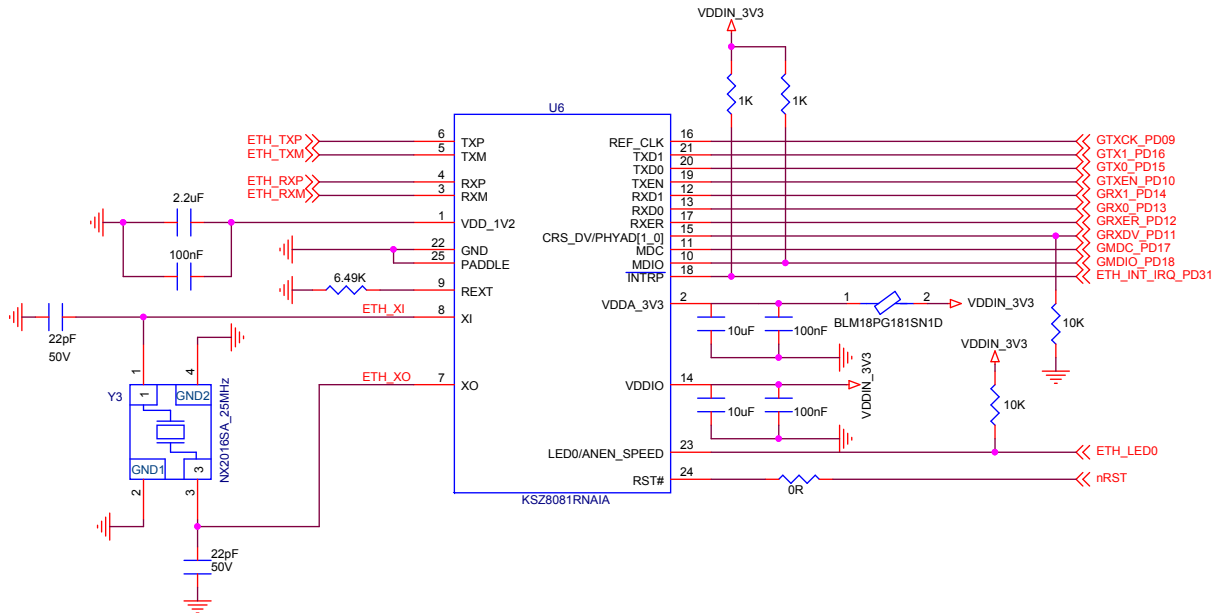 VDDIN_3V3
1K
1K
U6
ETH_TXP
6
TXP
REF_CLK
16
GTXCK_PD09
ETH_TXM
5
TXM
TXD1
21
GTX1_PD16
TXD0
20
GTX0_PD15
ETH_RXP
4
RXP
TXEN
19
GTXEN_PD10
ETH_RXM
3
RXM
RXD1
12
GRX1_PD14
RXD0
13
GRX0_PD13
2.2uF
1
VDD_1V2
RXER
17
GRXER_PD12
CRS_DV/PHYAD[1_0]
15
GRXDV_PD11
100nF
22
GND
MDC
11
GMDC_PD17
25
PADDLE
MDIO
10
GMDIO_PD18
INTRP
18
ETH_INT_IRQ_PD31
6.49K
9
REXT
ETH_XI
8
XI
VDDA_3V3
2
1
2
VDDIN_3V3
BLM18PG181SN1D
10uF
100nF
10K
22pF
50V
VDDIN_3V3
1
4
ETH_XO
7
XO
VDDIO
14
VDDIN_3V3
Y3
1
GND2
NX2016SA_25MHz
10uF
100nF
10K
GND1
3
2
3
LED0/ANEN_SPEED
23
ETH_LED0
RST#
24
0R
nRST
KSZ8081RNAIA
22pF
50V